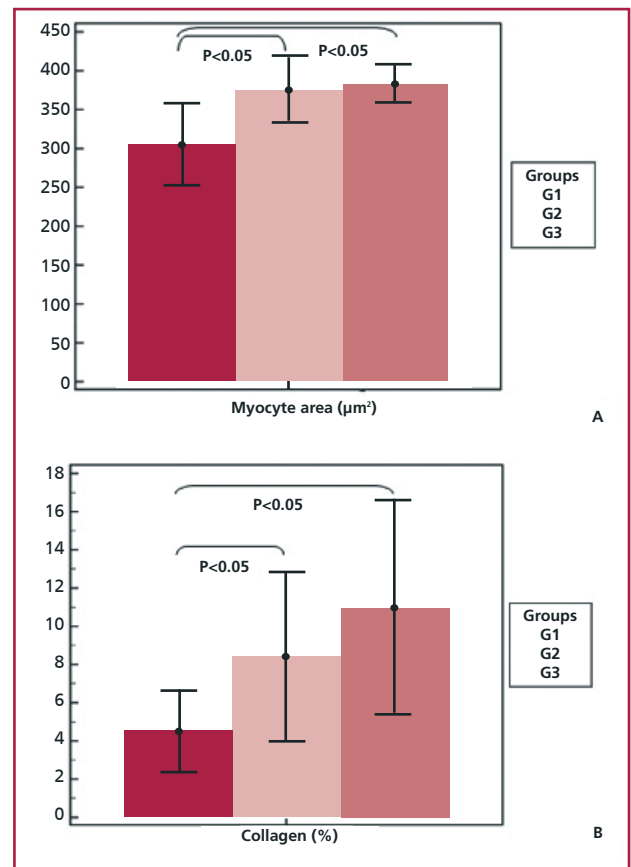 450
400
350
300
250
200
150
100
50
0
P<0.05
P<0.05
Groups
G1
G2
G3
Myocyte area (µm²)
A
18
16
14
12
10
8
6
4
2
0
P<0.05
P<0.05
Groups
G1
G2
G3
Collagen (%)
B